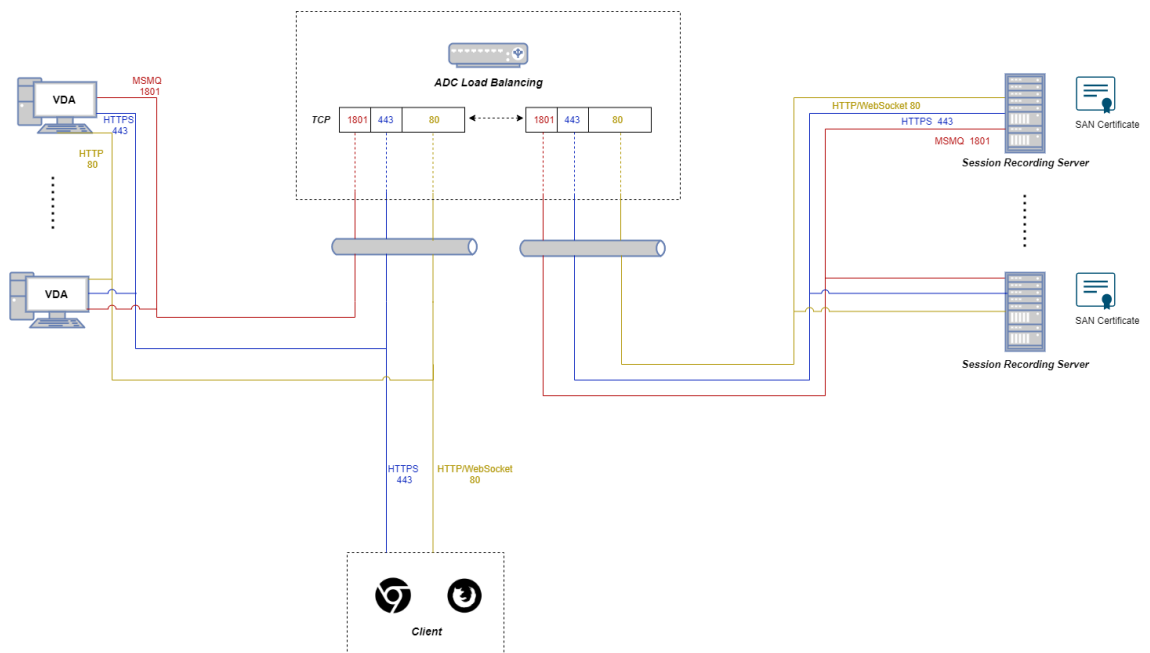 ADC Load Balancing
TCP
1801
443
80
1801
443
80
VDA
MSMQ
1801
HTTPS
443
HTTP
80
VDA
HTTP/WebSocket 80
HTTPS 443
MSMQ 1801
SAN Certificate
Session Recording Server
SAN Certificate
Session Recording Server
HTTPS
443
HTTP/WebSocket
80
Client